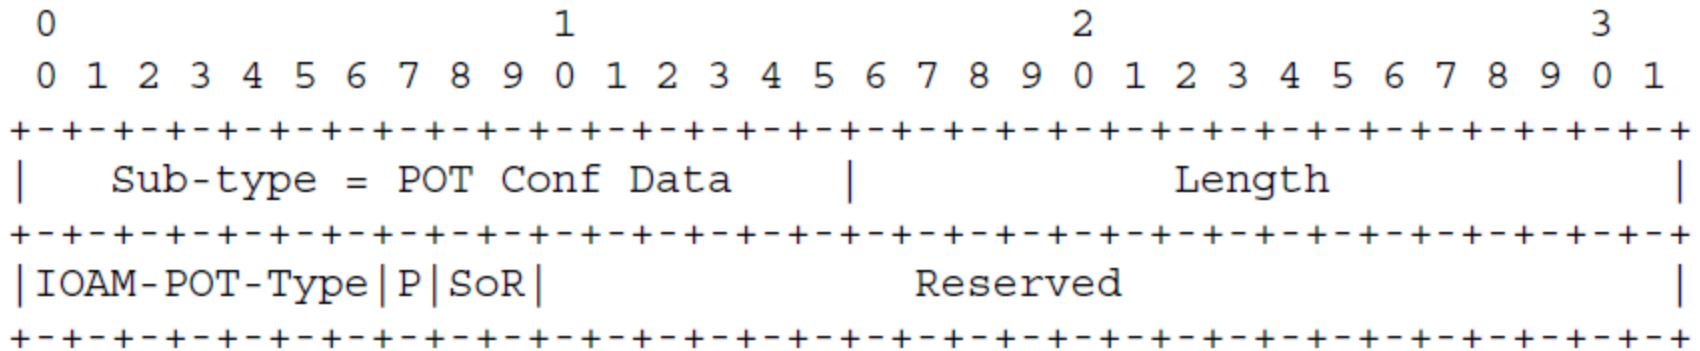 0                   1                   2                   3
 0 1 2 3 4 5 6 7 8 9 0 1 2 3 4 5 6 7 8 9 0 1 2 3 4 5 6 7 8 9 0 1
+-+-+-+-+-+-+-+-+-+-+-+-+-+-+-+-+-+-+-+-+-+-+-+-+-+-+-+-+-+-+-+-+
|   Sub-type = POT Conf Data    |            Length             |
+-+-+-+-+-+-+-+-+-+-+-+-+-+-+-+-+-+-+-+-+-+-+-+-+-+-+-+-+-+-+-+-+
|IOAM-POT-Type|P|SoR|              Reserved                     |
+-+-+-+-+-+-+-+-+-+-+-+-+-+-+-+-+-+-+-+-+-+-+-+-+-+-+-+-+-+-+-+-+